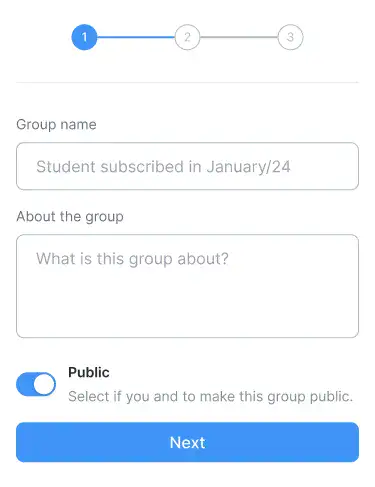 1 2 3
Group name
Student subscribed in January/24
About the group
What is this group about?
Public
Select if you and to make this group public.
Next